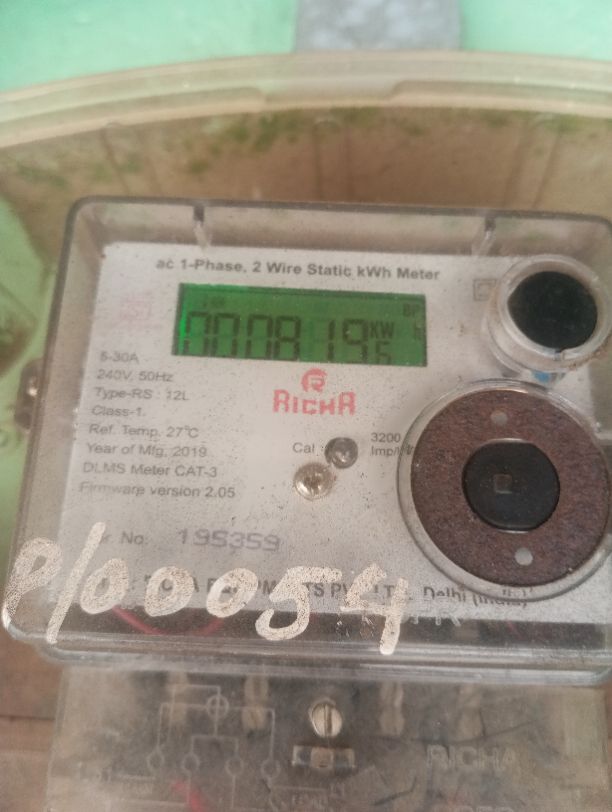 ac 1-Phase, 2 Wire Static kWh Meter
000819
KW
h
5-30A
240V, 50Hz
Type-RS : 12L
Class-1.
Ref. Temp. 27°C
Year of Mfg. 2019
DLMS Meter CAT-3
Firmware version 2.05
RICHA
Cal
3200
Imp/
Sr. No: 195359
P/00054
Delhi (India)
RICHA